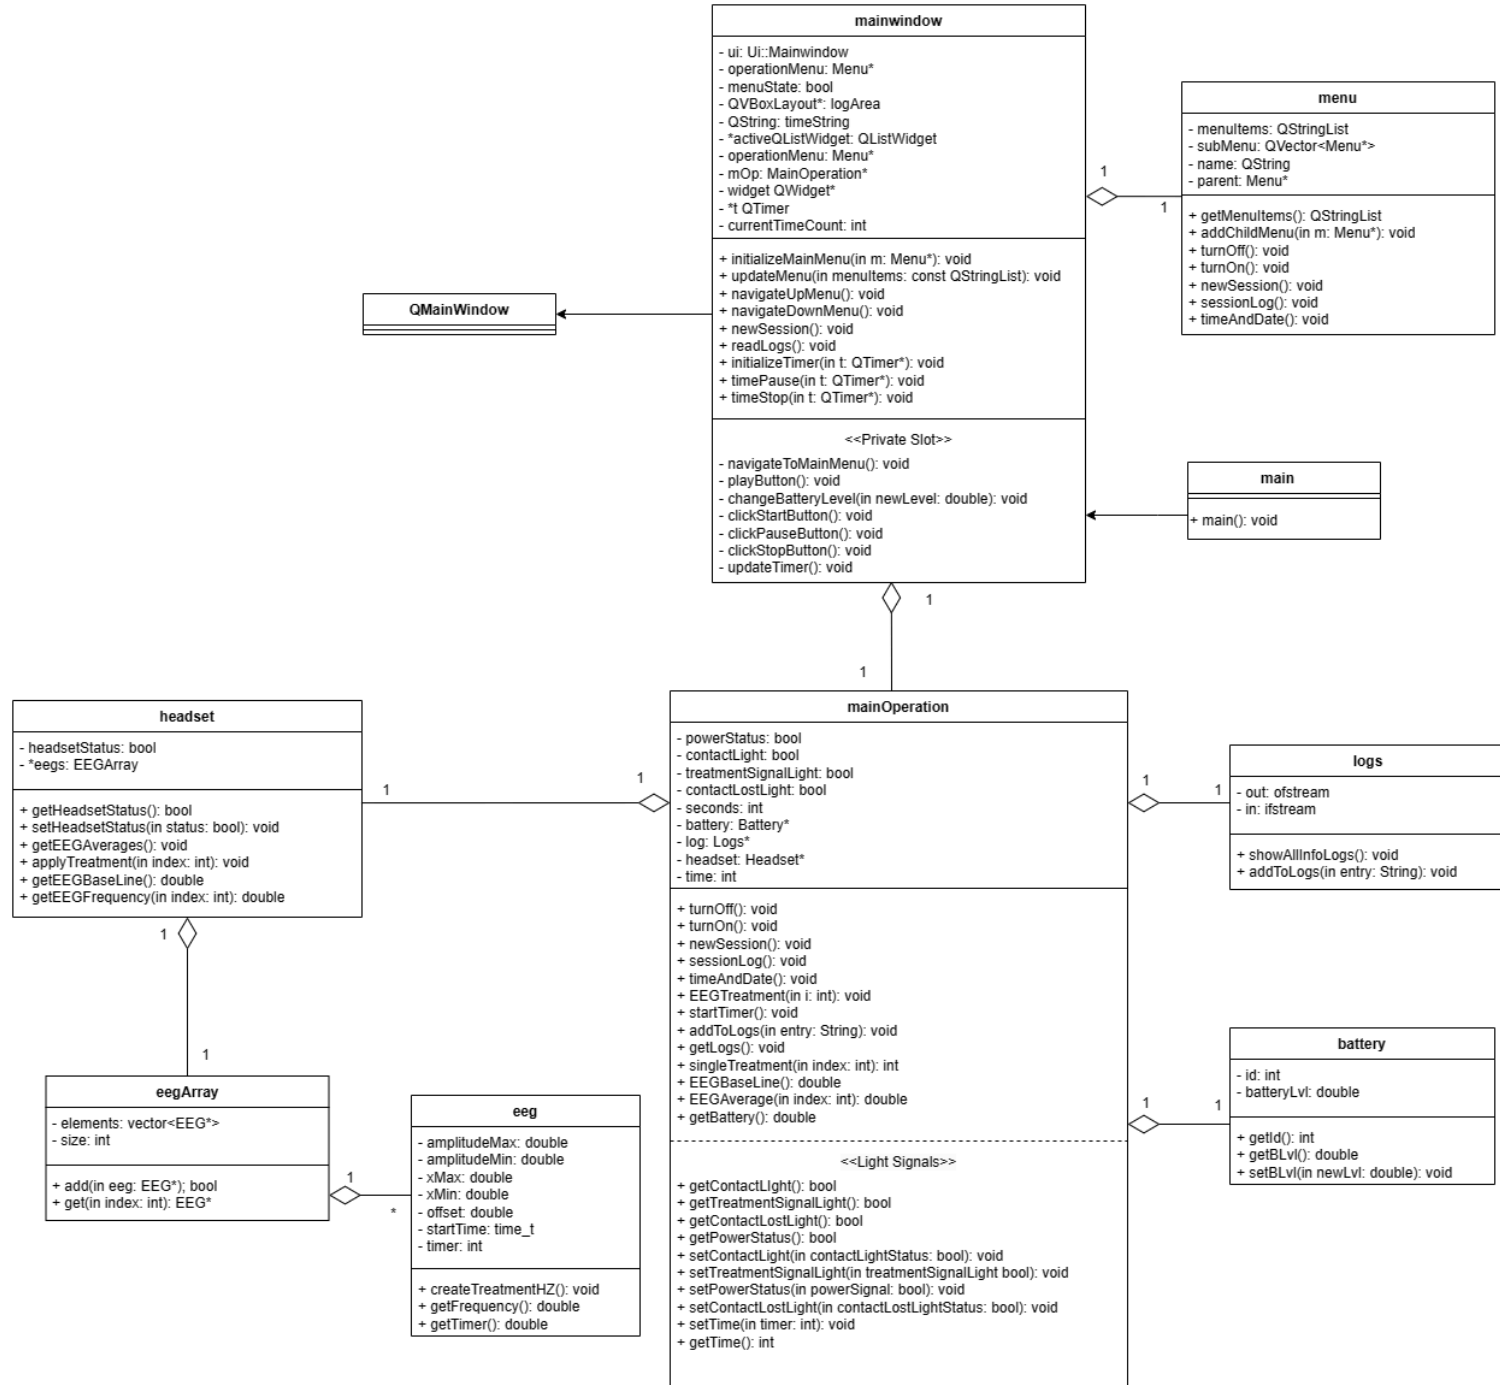 mainwindow
- ui: Ui::Mainwindow
- operationMenu: Menu*
- menuState: bool
- QVBoxLayout*: logArea
- QString: timeString
- *activeQListWidget: QListWidget
- operationMenu: Menu*
- mOp: MainOperation*
- widget QWidget*
- *t QTimer
- currentTimeCount: int
+ initializeMainMenu(in m: Menu*): void
+ updateMenu(in menuItems: const QStringList): void
+ navigateUpMenu(): void
+ navigateDownMenu(): void
+ newSession(): void
+ readLogs(): void
+ initializeTimer(in t: QTimer*): void
+ timePause(in t: QTimer*): void
+ timeStop(in t: QTimer*): void
<<Private Slot>>
- navigateToMainMenu(): void
- playButton(): void
- changeBatteryLevel(in newLevel: double): void
- clickStartButton(): void
- clickPauseButton(): void
- clickStopButton(): void
- updateTimer(): void
menu
- menuItems: QStringList
- subMenu: QVector<Menu*>
- name: QString
- parent: Menu*
+ getMenuItems(): QStringList
+ addChildMenu(in m: Menu*): void
+ turnOff(): void
+ turnOn(): void
+ newSession(): void
+ sessionLog(): void
+ timeAndDate(): void
1
1
QMainWindow
main
+ main(): void
1
1
headset
- headsetStatus: bool
- *eegs: EEGArray
+ getHeadsetStatus(): bool
+ setHeadsetStatus(in status: bool): void
+ getEEGAverages(): void
+ applyTreatment(in index: int): void
+ getEEGBaseLine(): double
+ getEEGFrequency(in index: int): double
1
1
mainOperation
- powerStatus: bool
- contactLight: bool
- treatmentSignalLight: bool
- contactLostLight: bool
- seconds: int
- battery: Battery*
- log: Logs*
- headset: Headset*
- time: int
+ turnOff(): void
+ turnOn(): void
+ newSession(): void
+ sessionLog(): void
+ timeAndDate(): void
+ EEGTreatment(in i: int): void
+ startTimer(): void
+ addToLogs(in entry: String): void
+ getLogs(): void
+ singleTreatment(in index: int): int
+ EEGBaseLine(): double
+ EEGAverage(in index: int): double
+ getBattery(): double
<<Light Signals>>
+ getContactLIght(): bool
+ getTreatmentSignalLight(): bool
+ getContactLostLight(): bool
+ getPowerStatus(): bool
+ setContactLight(in contactLightStatus: bool): void
+ setTreatmentSignalLight(in treatmentSignalLight bool): void
+ setPowerStatus(in powerSignal: bool): void
+ setContactLostLight(in contactLostLightStatus: bool): void
+ setTime(in timer: int): void
+ getTime(): int
1
1
logs
- out: ofstream
- in: ifstream
+ showAllInfoLogs(): void
+ addToLogs(in entry: String): void
1
1
battery
- id: int
- batteryLvl: double
+ getId(): int
+ getBLvl(): double
+ setBLvl(in newLvl: double): void
1
1
eegArray
- elements: vector<EEG*>
- size: int
+ add(in eeg: EEG*); bool
+ get(in index: int): EEG*
1
*
eeg
- amplitudeMax: double
- amplitudeMin: double
- xMax: double
- xMin: double
- offset: double
- startTime: time_t
- timer: int
+ createTreatmentHZ(): void
+ getFrequency(): double
+ getTimer(): double